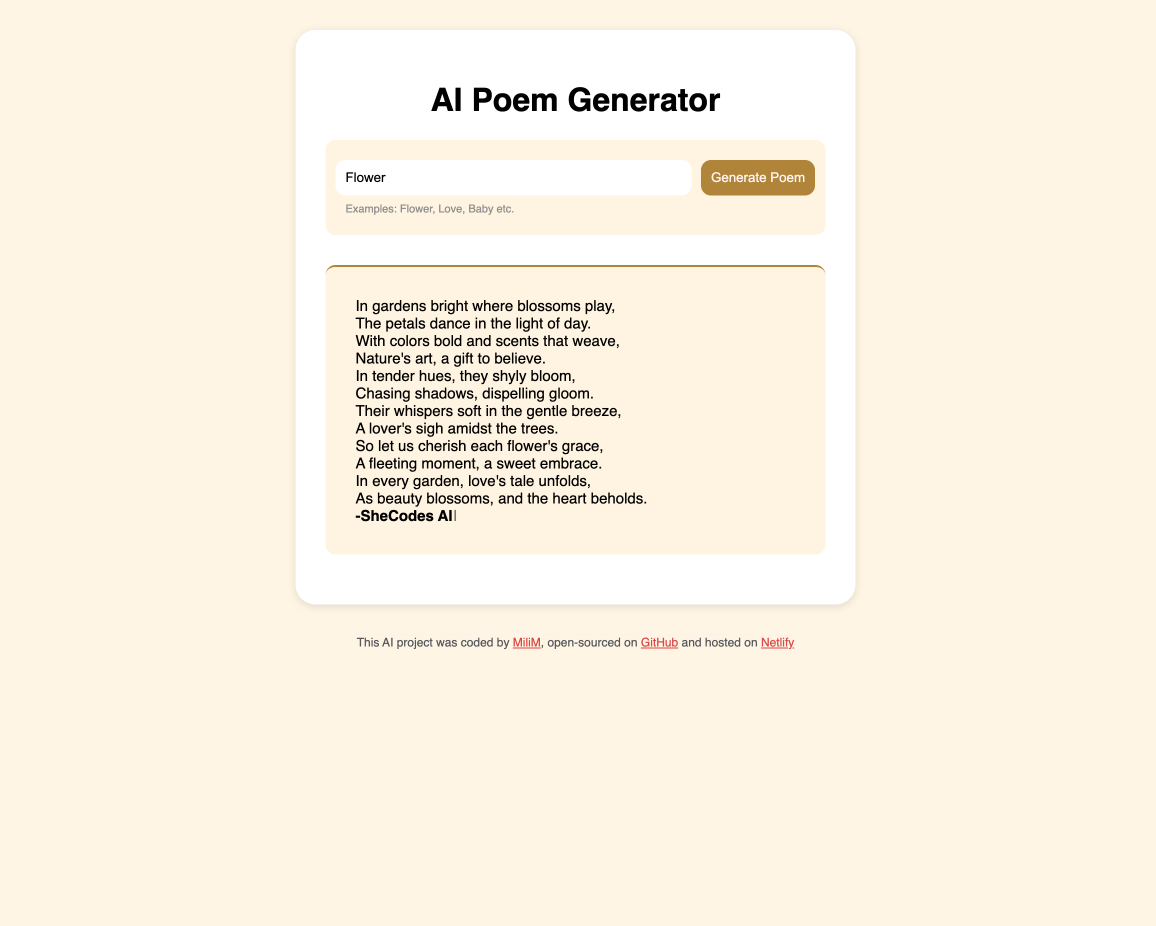 AI Poem Generator
Flower
Generate Poem
Examples: Flower, Love, Baby etc.
In gardens bright where blossoms play,
The petals dance in the light of day.
With colors bold and scents that weave,
Nature's art, a gift to believe.
In tender hues, they shyly bloom,
Chasing shadows, dispelling gloom.
Their whispers soft in the gentle breeze,
A lover's sigh amidst the trees.
So let us cherish each flower's grace,
A fleeting moment, a sweet embrace.
In every garden, love's tale unfolds,
As beauty blossoms, and the heart beholds.
-SheCodes AI
This AI project was coded by MiliM, open-sourced on GitHub and hosted on Netlify